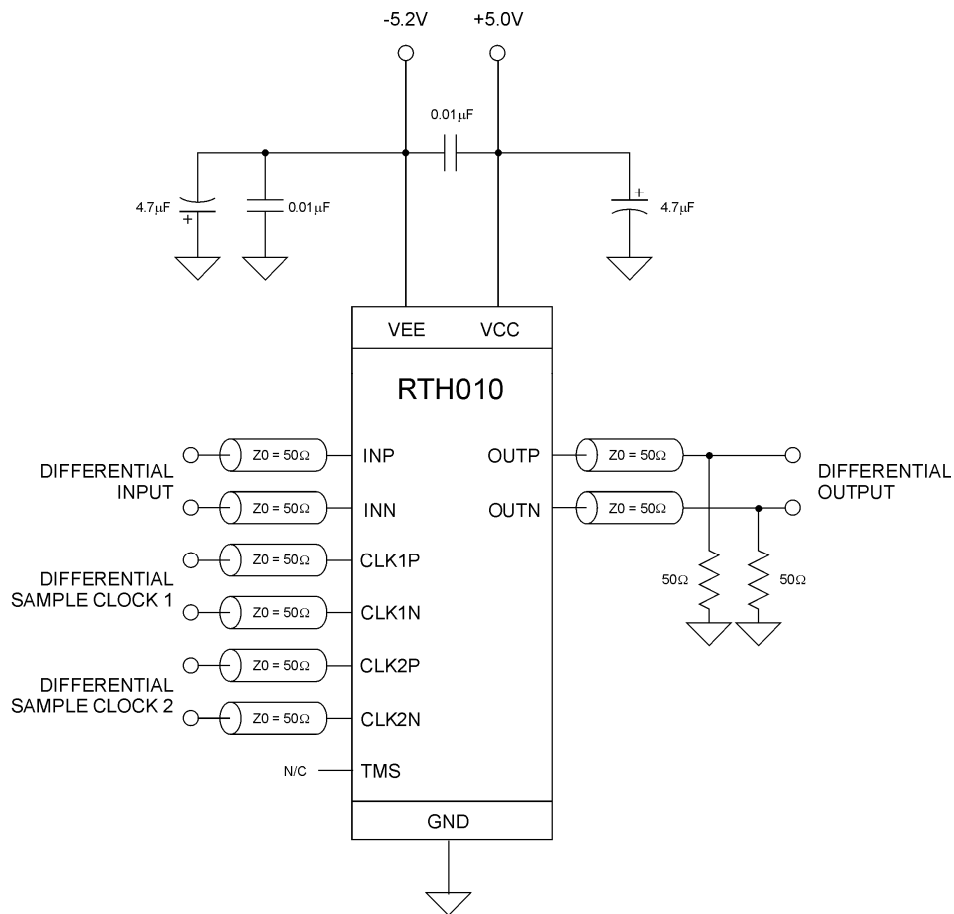 -5.2V
+5.0V
0.01µF
4.7µF
+
0.01µF
+
4.7µF
VEE
VCC
RTH010
DIFFERENTIAL
INPUT
Z0 = 50Ω
INP
Z0 = 50Ω
INN
OUTP
Z0 = 50Ω
OUTN
Z0 = 50Ω
DIFFERENTIAL
OUTPUT
DIFFERENTIAL
SAMPLE CLOCK 1
Z0 = 50Ω
CLK1P
Z0 = 50Ω
CLK1N
50Ω
50Ω
DIFFERENTIAL
SAMPLE CLOCK 2
Z0 = 50Ω
CLK2P
Z0 = 50Ω
CLK2N
N/C
TMS
GND